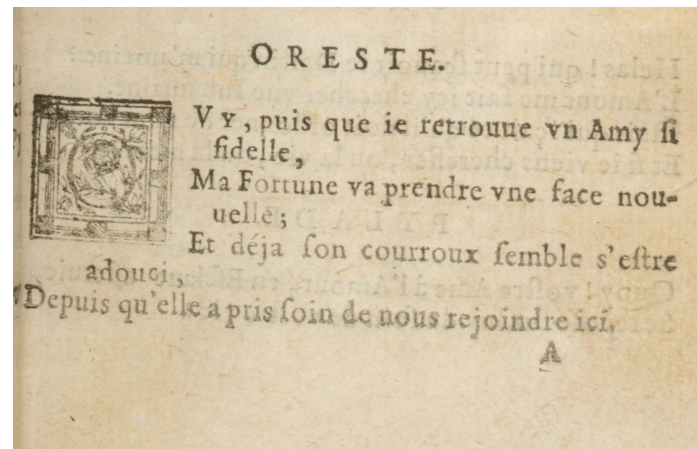 ORESTE.
OVY, puis que ie retrouue vn Amy ſi
fidelle,
Ma Fortune va prendre vne face nou-
uelle;
Et déja ſon courroux ſemble s'eſtre
adouci,
Depuis qu'elle a pris ſoin de nous rejoindre ici.
A